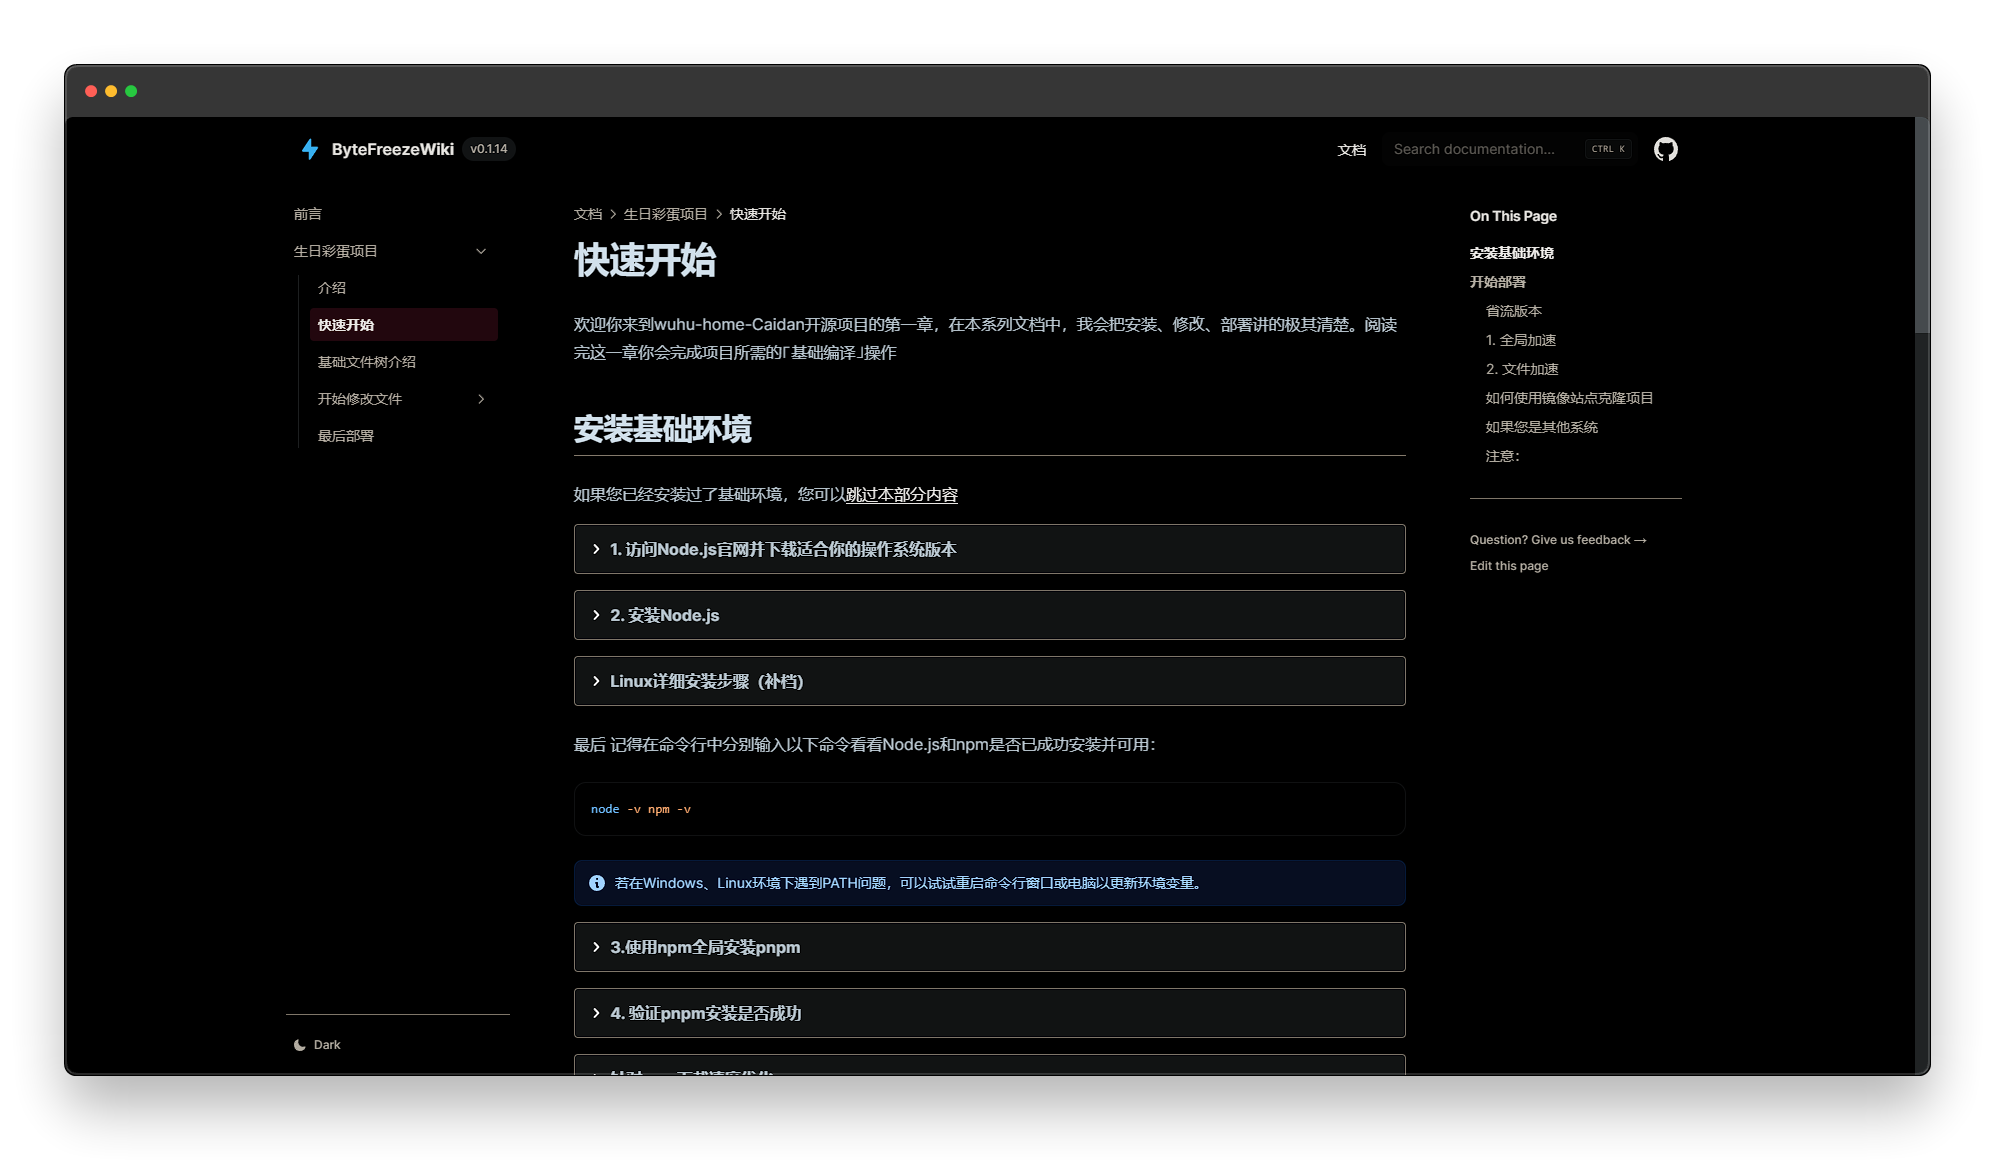 ByteFreezeWiki v0.1.14
文档 Search documentation... CTRL K
前言
生日彩蛋项目
介绍
快速开始
基础文件树介绍
开始修改文件
最后部署
Dark
文档 > 生日彩蛋项目 > 快速开始
快速开始
欢迎你来到wuhu-home-Caidan开源项目的第一章，在本系列文档中，我会把安装、修改、部署讲的极其清楚。阅读
完这一章你会完成项目所需的「基础编译」操作
安装基础环境
如果您已经安装过了基础环境，您可以跳过本部分内容
1. 访问Node.js官网并下载适合你的操作系统版本
2. 安装Node.js
Linux详细安装步骤（补档）
最后 记得在命令行中分别输入以下命令看看Node.js和npm是否已成功安装并可用：
node -v npm -v
若在Windows、Linux环境下遇到PATH问题，可以试试重启命令行窗口或电脑以更新环境变量。
3.使用npm全局安装pnpm
4. 验证pnpm安装是否成功
On This Page
安装基础环境
开始部署
省流版本
1. 全局加速
2. 文件加速
如何使用镜像站点克隆项目
如果您是其他系统
注意：
Question? Give us feedback →
Edit this page